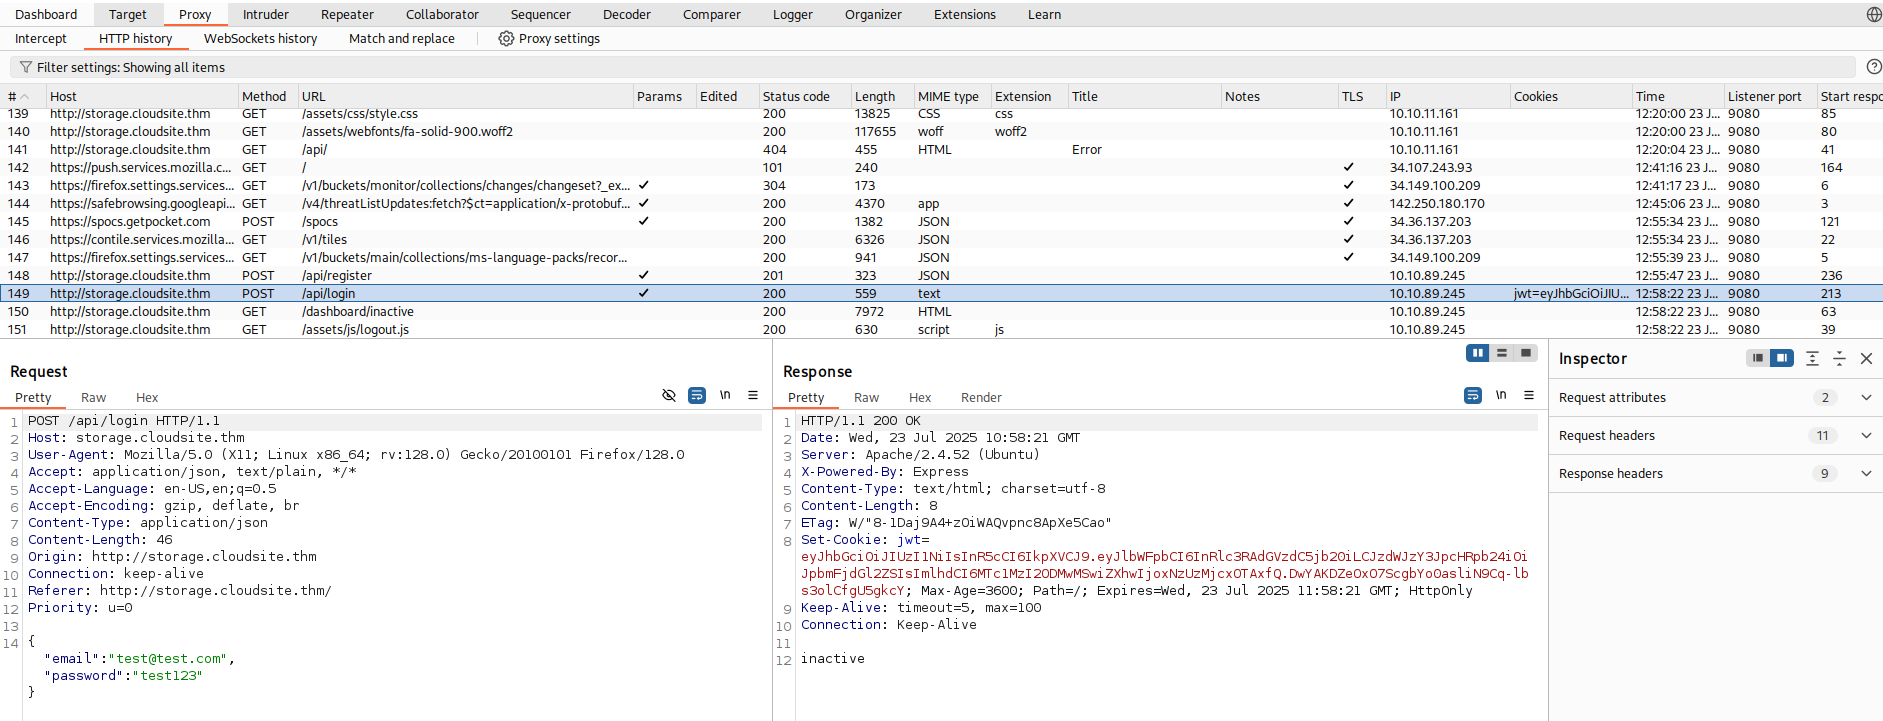 Dashboard Target Proxy Intruder Repeater Collaborator Sequencer Decoder Comparer Logger Organizer Extensions Learn
Intercept HTTP history WebSockets history Match and replace Proxy settings
Filter settings: Showing all items
# Host Method URL Params Edited Status code Length MIME type Extension Title Notes TLS IP Cookies Time Listener port Start respo
139 http://storage.cloudsite.thm GET /assets/css/style.css 200 13825 CSS css 10.10.11.161 12:20:00 23 J... 9080 85
140 http://storage.cloudsite.thm GET /assets/webfonts/fa-solid-900.woff2 200 117655 woff woff2 10.10.11.161 12:20:00 23 J... 9080 80
141 http://storage.cloudsite.thm GET /api/ 404 455 HTML Error 10.10.11.161 12:20:04 23 J... 9080 41
142 https://push.services.mozilla.c... GET / 101 240 ✓ 34.107.243.93 12:41:16 23 J... 9080 164
143 https://firefox.settings.services... GET /v1/buckets/monitor/collections/changes/changeset?_ex... ✓ 304 173 ✓ 34.149.100.209 12:41:17 23 J... 9080 6
144 https://safebrowsing.googleapi... GET /v4/threatListUpdates:fetch?$ct=application/x-protobuf... ✓ 200 4370 app ✓ 142.250.180.170 12:45:06 23 J... 9080 3
145 https://spocs.getpocket.com POST /spocs ✓ 200 1382 JSON ✓ 34.36.137.203 12:55:34 23 J... 9080 121
146 https://contile.services.mozilla... GET /v1/tiles 200 6326 JSON ✓ 34.36.137.203 12:55:34 23 J... 9080 22
147 https://firefox.settings.services... GET /v1/buckets/main/collections/ms-language-packs/recor... 200 941 JSON ✓ 34.149.100.209 12:55:39 23 J... 9080 5
148 http://storage.cloudsite.thm POST /api/register ✓ 201 323 JSON 10.10.89.245 12:55:47 23 J... 9080 236
149 http://storage.cloudsite.thm POST /api/login ✓ 200 559 text 10.10.89.245 jwt=eyJhbGciOiJIU... 12:58:22 23 J... 9080 213
150 http://storage.cloudsite.thm GET /dashboard/inactive 200 7972 HTML 10.10.89.245 12:58:22 23 J... 9080 63
151 http://storage.cloudsite.thm GET /assets/js/logout.js 200 630 script js 10.10.89.245 12:58:22 23 J... 9080 39
Request
Pretty Raw Hex \n
1 POST /api/login HTTP/1.1
2 Host: storage.cloudsite.thm
3 User-Agent: Mozilla/5.0 (X11; Linux x86_64; rv:128.0) Gecko/20100101 Firefox/128.0
4 Accept: application/json, text/plain, */*
5 Accept-Language: en-US,en;q=0.5
6 Accept-Encoding: gzip, deflate, br
7 Content-Type: application/json
8 Content-Length: 46
9 Origin: http://storage.cloudsite.thm
10 Connection: keep-alive
11 Referer: http://storage.cloudsite.thm/
12 Priority: u=0
13
14 {
"email":"test@test.com",
"password":"test123"
}
Response
Pretty Raw Hex Render \n
1 HTTP/1.1 200 OK
2 Date: Wed, 23 Jul 2025 10:58:21 GMT
3 Server: Apache/2.4.52 (Ubuntu)
4 X-Powered-By: Express
5 Content-Type: text/html; charset=utf-8
6 Content-Length: 8
7 ETag: W/"8-1Daj9A4+zOiWAQvpnc8ApXe5Cao"
8 Set-Cookie: jwt=
eyJhbGciOiJIUzI1NiIsInR5cCI6IkpXVCJ9.eyJlbWFpbCI6InRlc3RAdGVzdC5jb20iLCJzdWJzY3JpcHRpb24iOi
JpbmFjdGl2ZSIsImlhdCI6MTc1MzI2ODMwMSwiZXhwIjoxNzUzMjcxOTAxfQ.DwYAKDZeOxO7ScgbYoOasliN9Cq-lb
s3olCfgU5gkcY; Max-Age=3600; Path=/; Expires=Wed, 23 Jul 2025 11:58:21 GMT; HttpOnly
9 Keep-Alive: timeout=5, max=100
10 Connection: Keep-Alive
11
12 inactive
Inspector
Request attributes 2
Request headers 11
Response headers 9